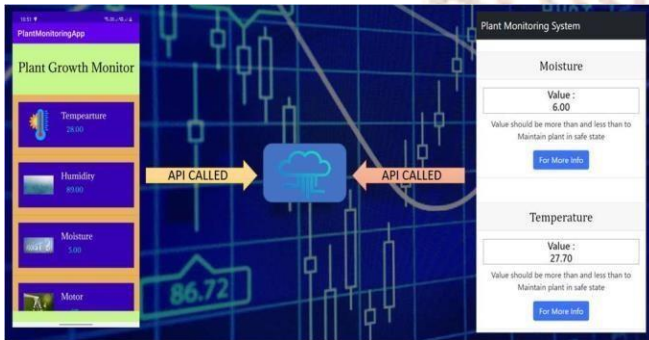 10:51
PlantMonitoringApp
Plant Growth Monitor
Tempearture
28.00
Humidity
89.00
Moisture
5.00
Motor
API CALLED
API CALLED
86.72
Plant Monitoring System
Moisture
Value :
6.00
Value should be more than and less than to
Maintain plant in safe state
For More Info
Temperature
Value :
27.70
Value should be more than and less than to
Maintain plant in safe state
For More Info